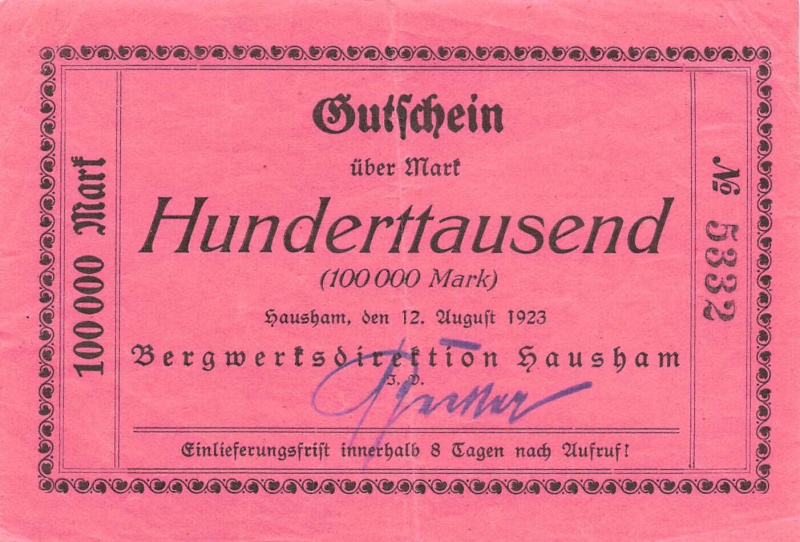 Gutschein
über Mark
Hunderttausend
(100 000 Mark)
Hausham, den 12. August 1923
Bergwerksdirektion Hausham
J. V.
Einlieferungsfrist innerhalb 8 Tagen nach Aufruf!
100 000 Mark
№ 5332